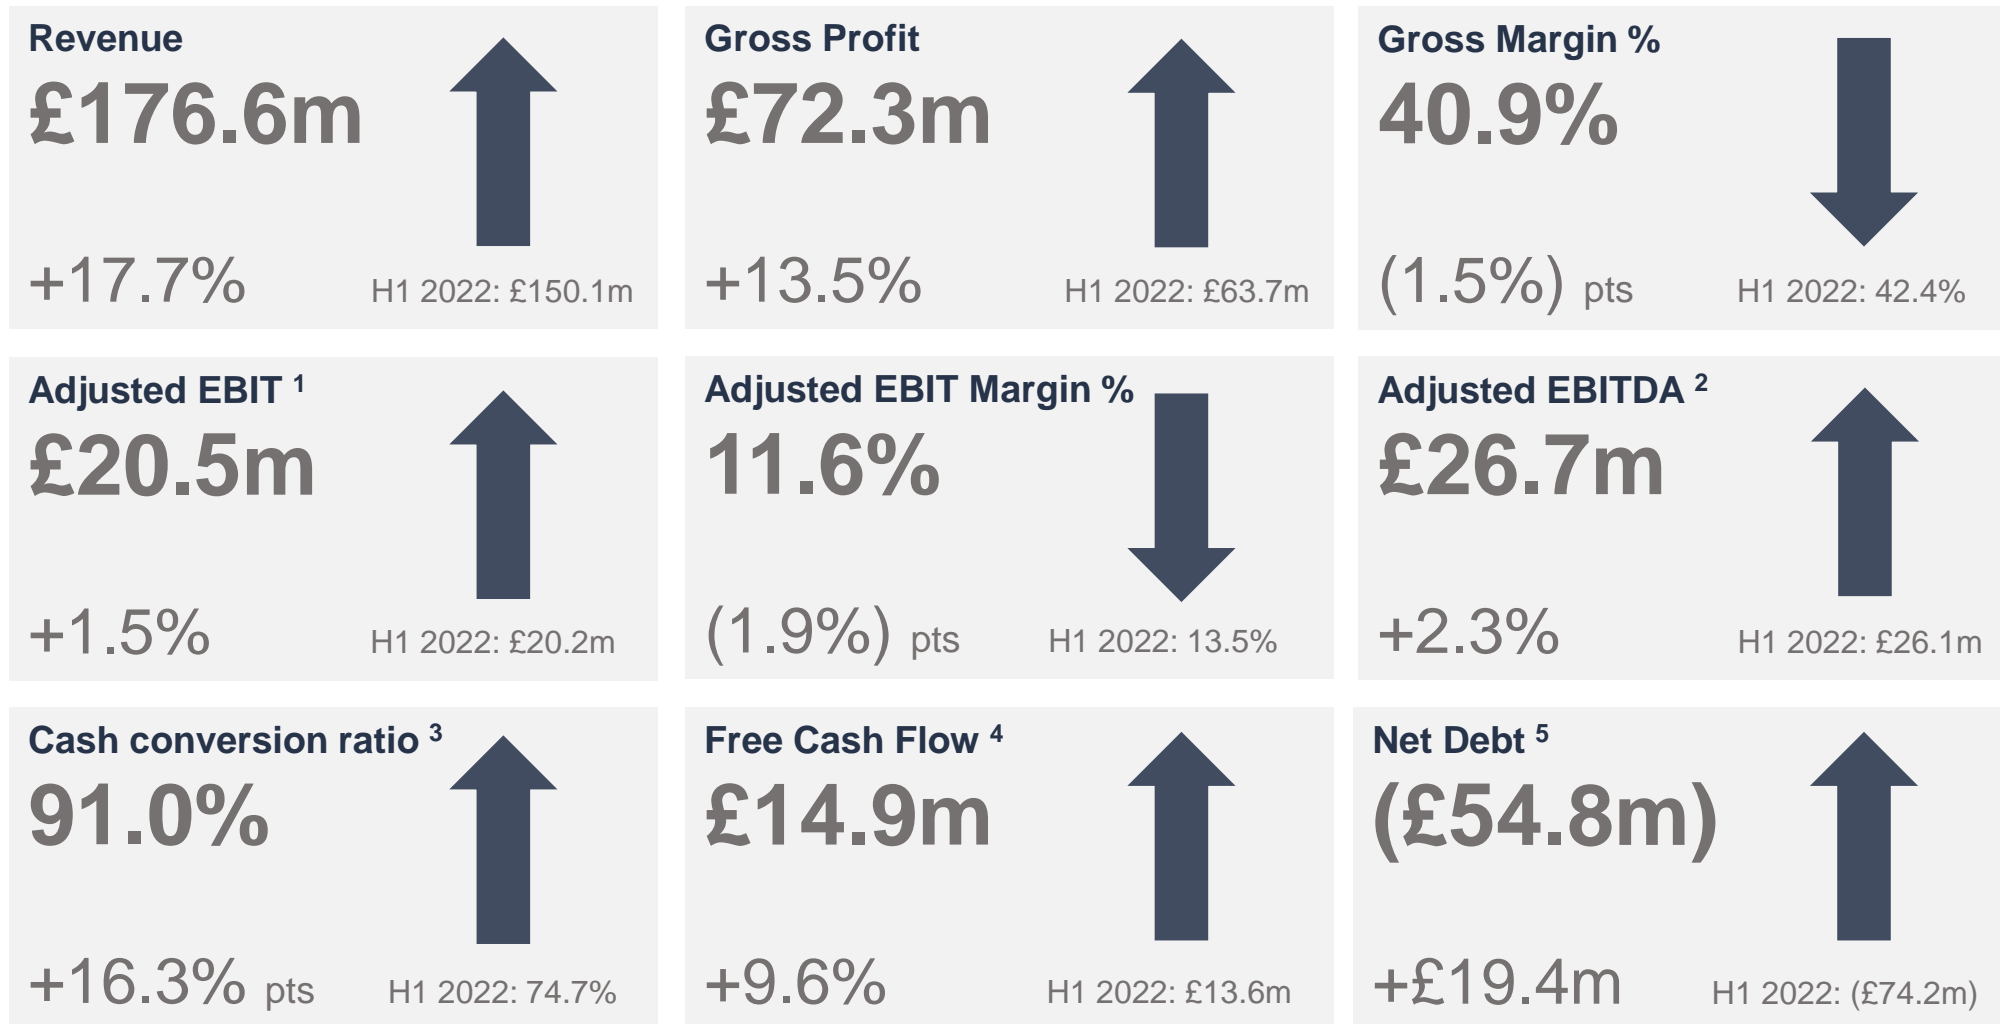 Revenue
£176.6m
+17.7%
H1 2022: £150.1m
Gross Profit
£72.3m
+13.5%
H1 2022: £63.7m
Gross Margin %
40.9%
(1.5%) pts
H1 2022: 42.4%
Adjusted EBIT 1
£20.5m
+1.5%
H1 2022: £20.2m
Adjusted EBIT Margin %
11.6%
(1.9%) pts
H1 2022: 13.5%
Adjusted EBITDA 2
£26.7m
+2.3%
H1 2022: £26.1m
Cash conversion ratio 3
91.0%
+16.3% pts
H1 2022: 74.7%
Free Cash Flow 4
£14.9m
+9.6%
H1 2022: £13.6m
Net Debt 5
(£54.8m)
+£19.4m
H1 2022: (£74.2m)